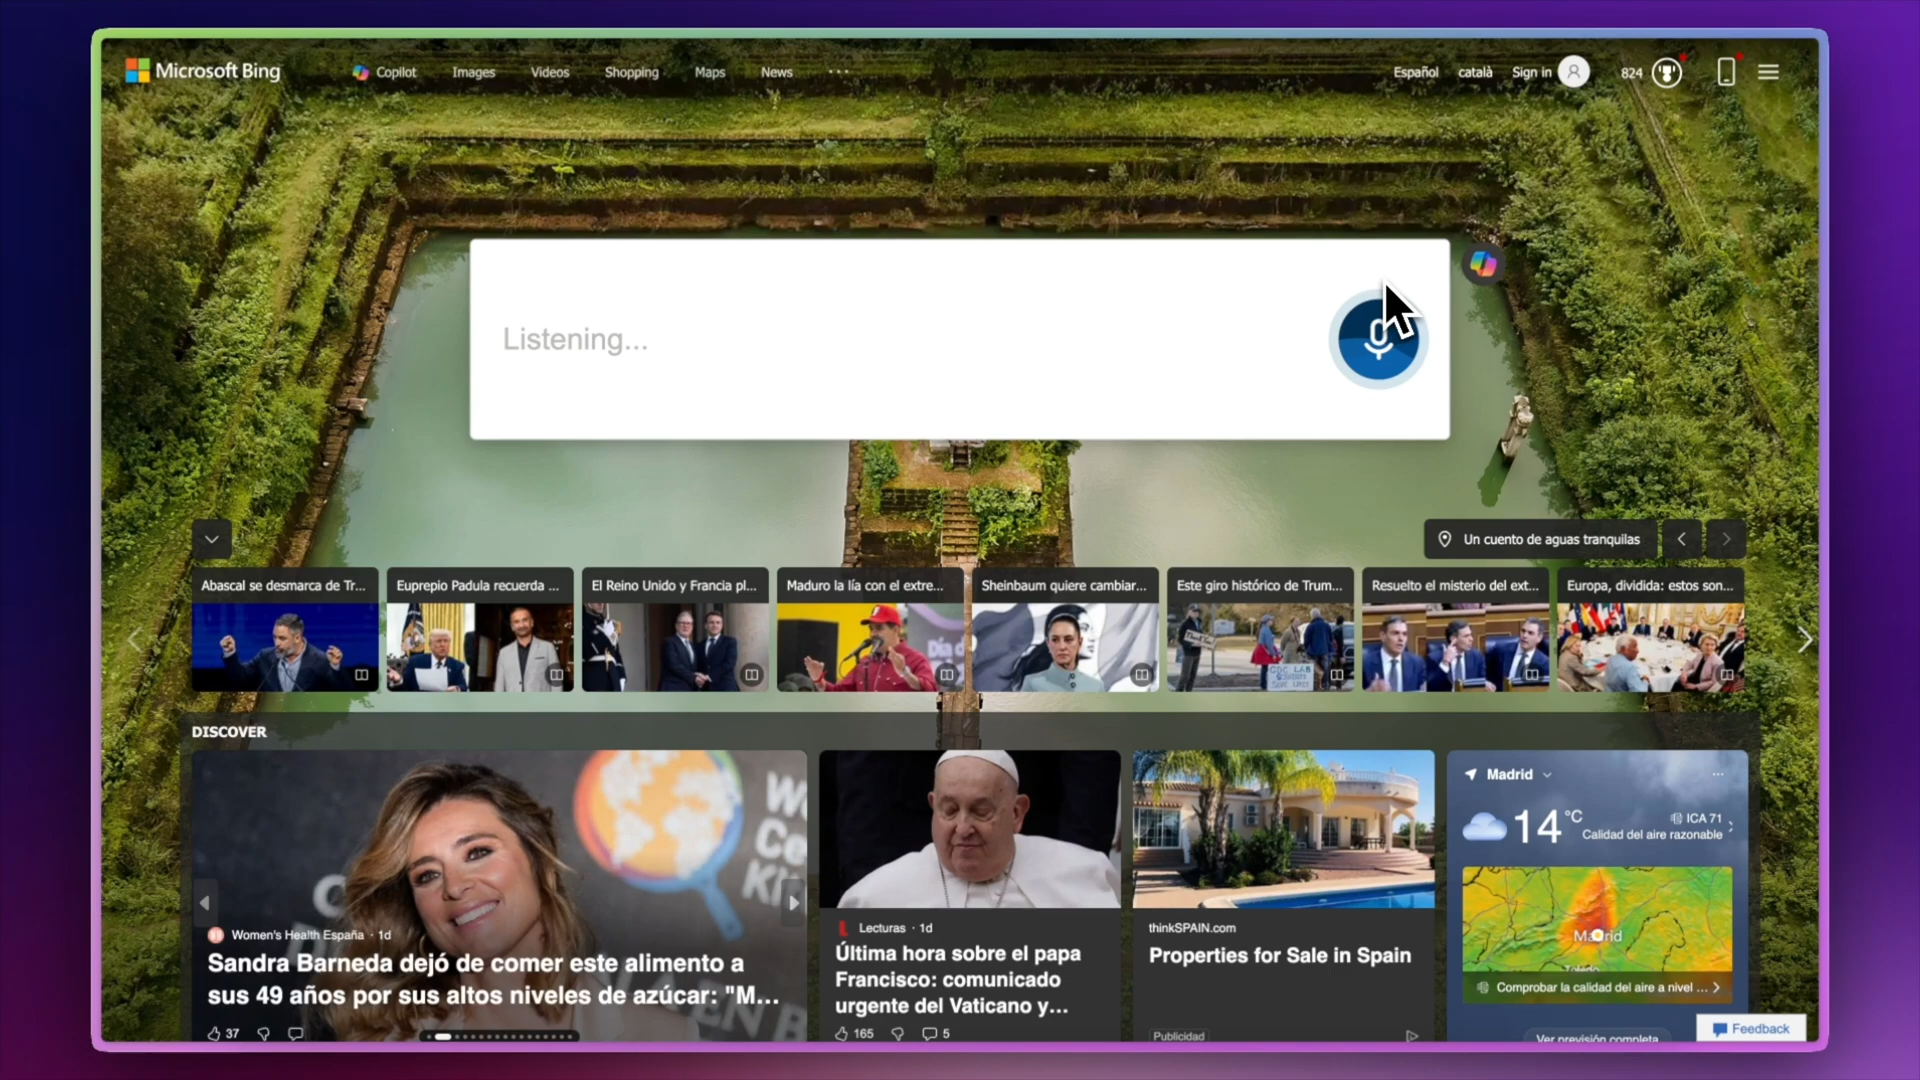 Microsoft Bing
Copilot
Images
Videos
Shopping
Maps
News
Español
català
Sign in
824
Listening...
Un cuento de aguas tranquilas
Abascal se desmarca de Tr...
Euprepio Padula recuerda ...
El Reino Unido y Francia pl...
Maduro la lía con el extre...
Sheinbaum quiere cambiar...
Este giro histórico de Trum...
Resuelto el misterio del ext...
Europa, dividida: estos son...
DISCOVER
Women's Health España · 1d
Sandra Barneda dejó de comer este alimento a
sus 49 años por sus altos niveles de azúcar: "M...
37
Lecturas · 1d
Última hora sobre el papa
Francisco: comunicado
urgente del Vaticano y...
165
5
thinkSPAIN.com
Properties for Sale in Spain
Publicidad
Madrid
14 °C
ICA 71
Calidad del aire razonable
Madrid
Toledo
Comprobar la calidad del aire a nivel ...
Ver previsión completa
Feedback